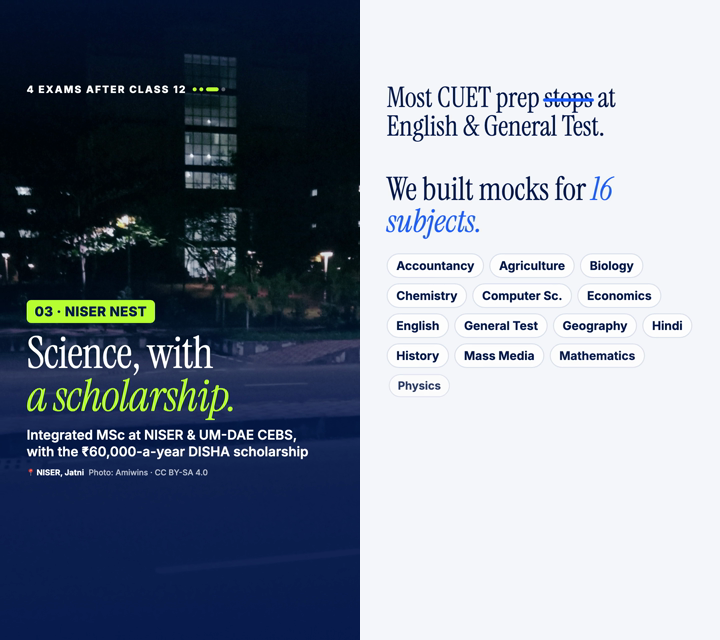 4 EXAMS AFTER CLASS 12
03 · NISER NEST
Science, with
a scholarship.
Integrated MSc at NISER & UM-DAE CEBS,
with the ₹60,000-a-year DISHA scholarship
📍 NISER, Jatni Photo: Amiwins · CC BY-SA 4.0
Most CUET prep stops at
English & General Test.
We built mocks for 16
subjects.
Accountancy Agriculture Biology
Chemistry Computer Sc. Economics
English General Test Geography Hindi
History Mass Media Mathematics
Physics